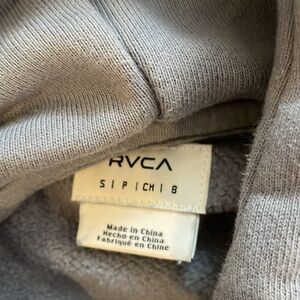 RVCA
S | P | CH | 8
Made in China
Hecho en China
Fabriqué en Chine